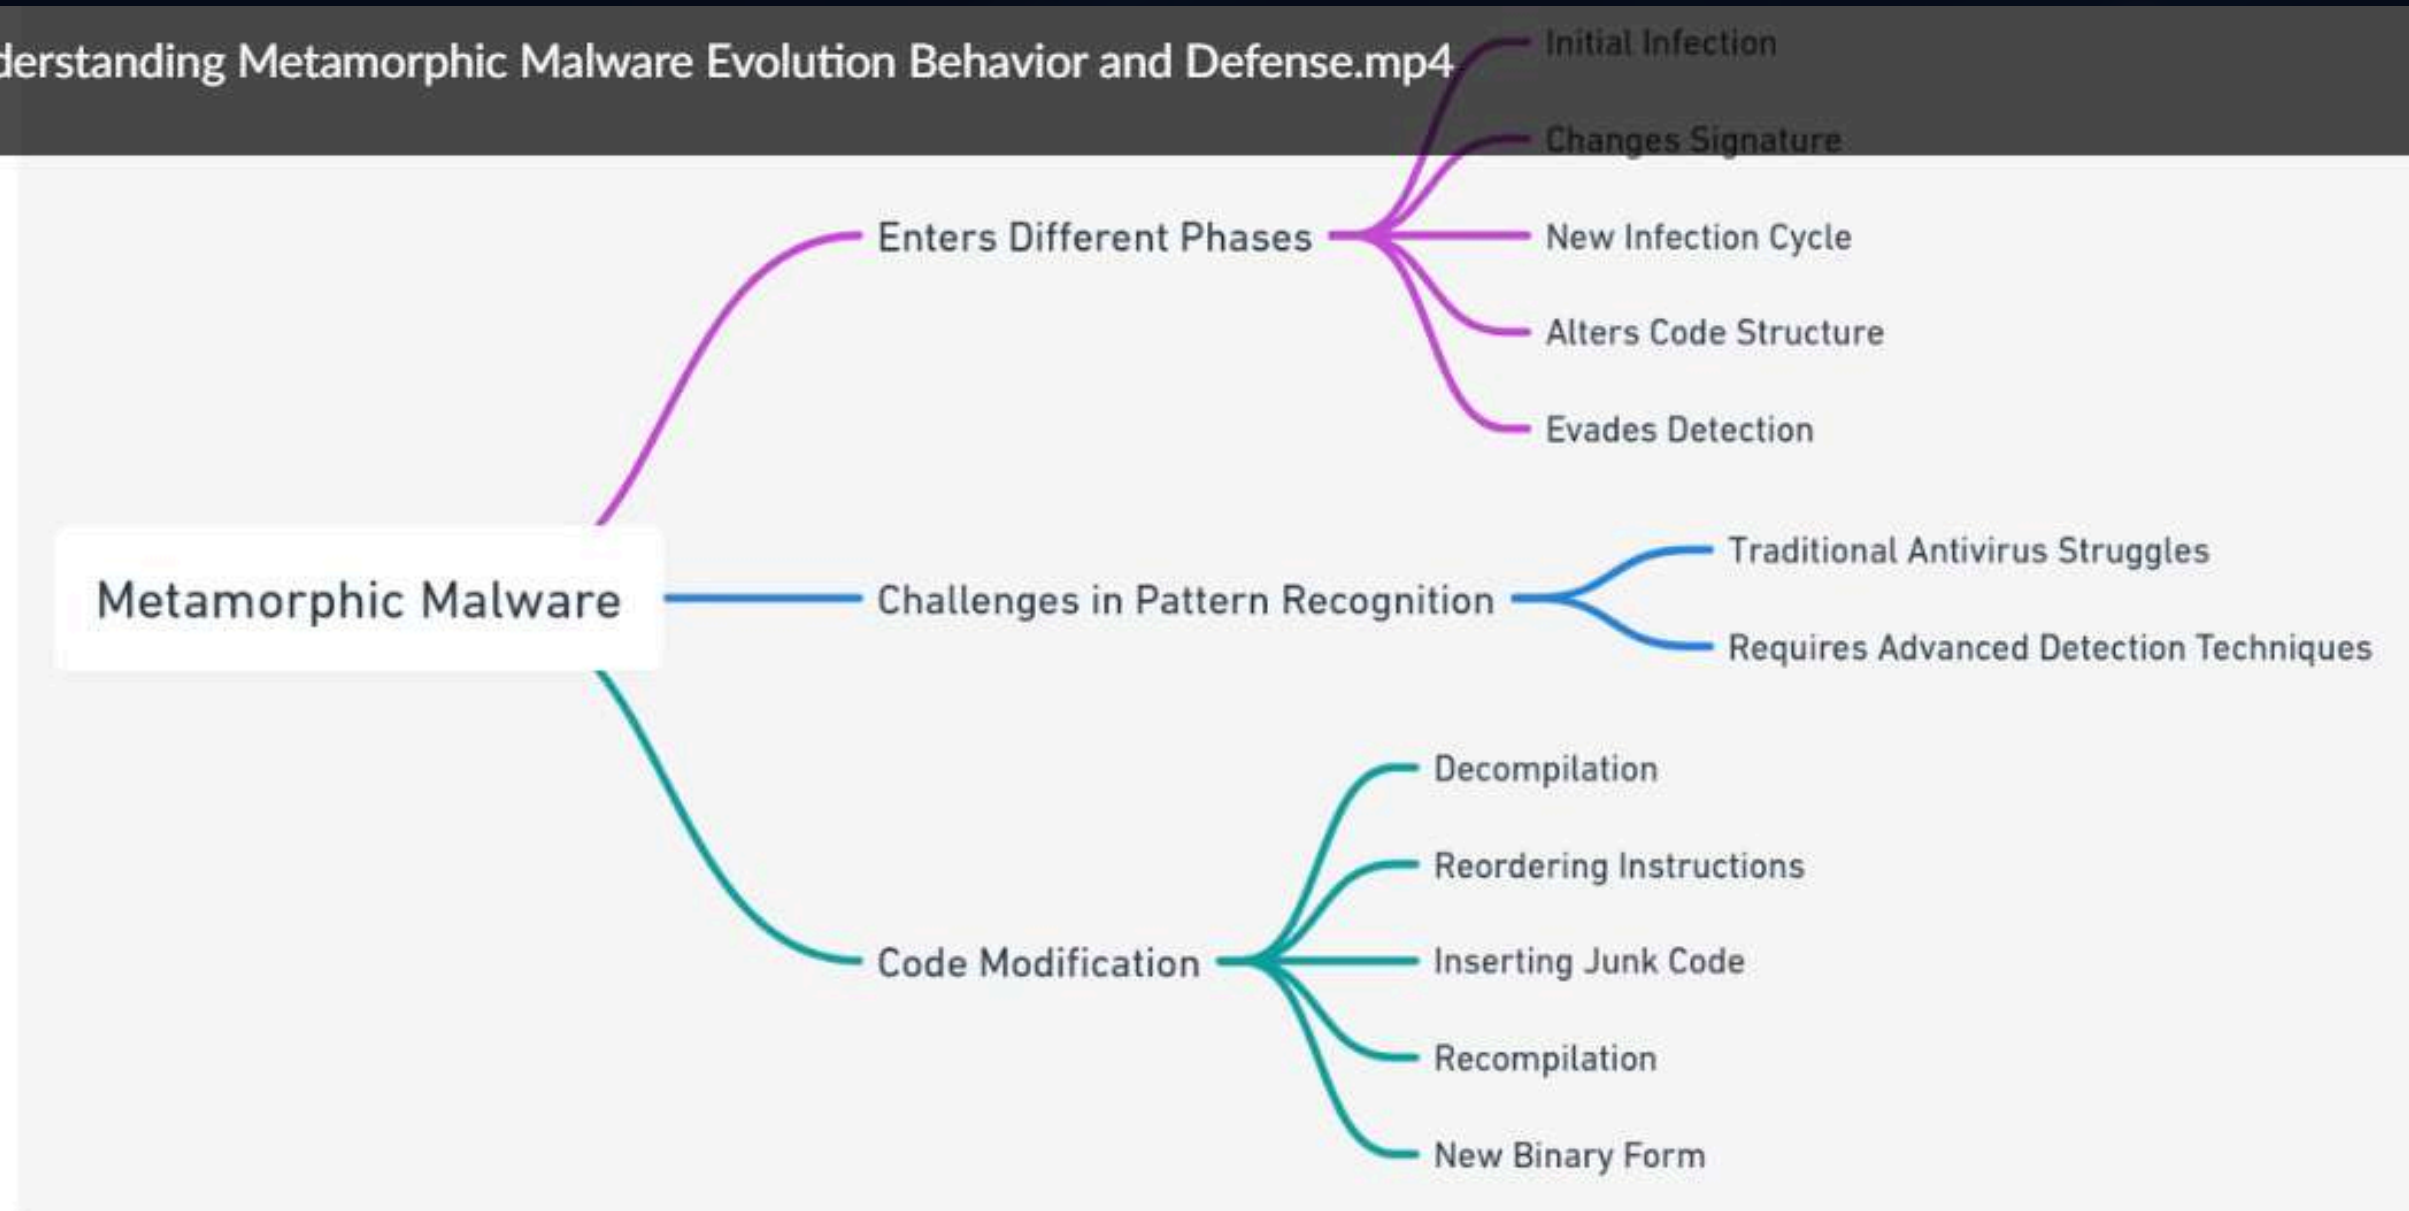 derstanding Metamorphic Malware Evolution Behavior and Defense.mp4
Initial Infection
Changes Signature
Enters Different Phases
New Infection Cycle
Alters Code Structure
Evades Detection
Metamorphic Malware
Challenges in Pattern Recognition
Traditional Antivirus Struggles
Requires Advanced Detection Techniques
Code Modification
Decompilation
Reordering Instructions
Inserting Junk Code
Recompilation
New Binary Form